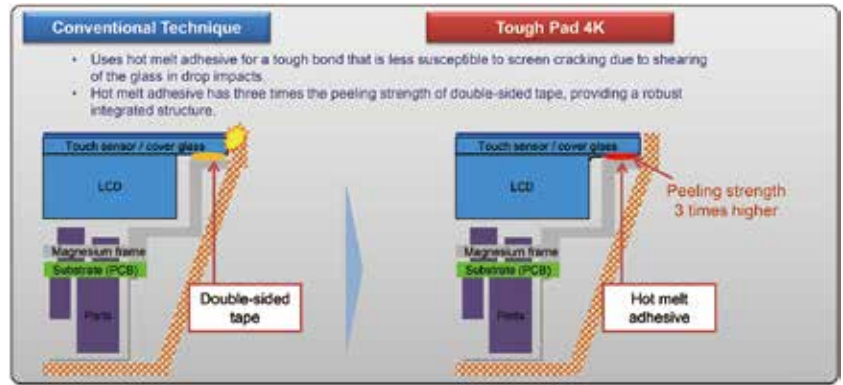 Conventional Technique
Tough Pad 4K
• Uses hot melt adhesive for a tough bond that is less susceptible to screen cracking due to shearing
of the glass in drop impacts.
• Hot melt adhesive has three times the peeling strength of double-sided tape, providing a robust
integrated structure.
Touch sensor / cover glass
LCD
Magnesium frame
Substrate (PCB)
Parts
Double-sided
tape
Touch sensor / cover glass
LCD
Peeling strength
3 times higher
Magnesium frame
Substrate (PCB)
Parts
Hot melt
adhesive